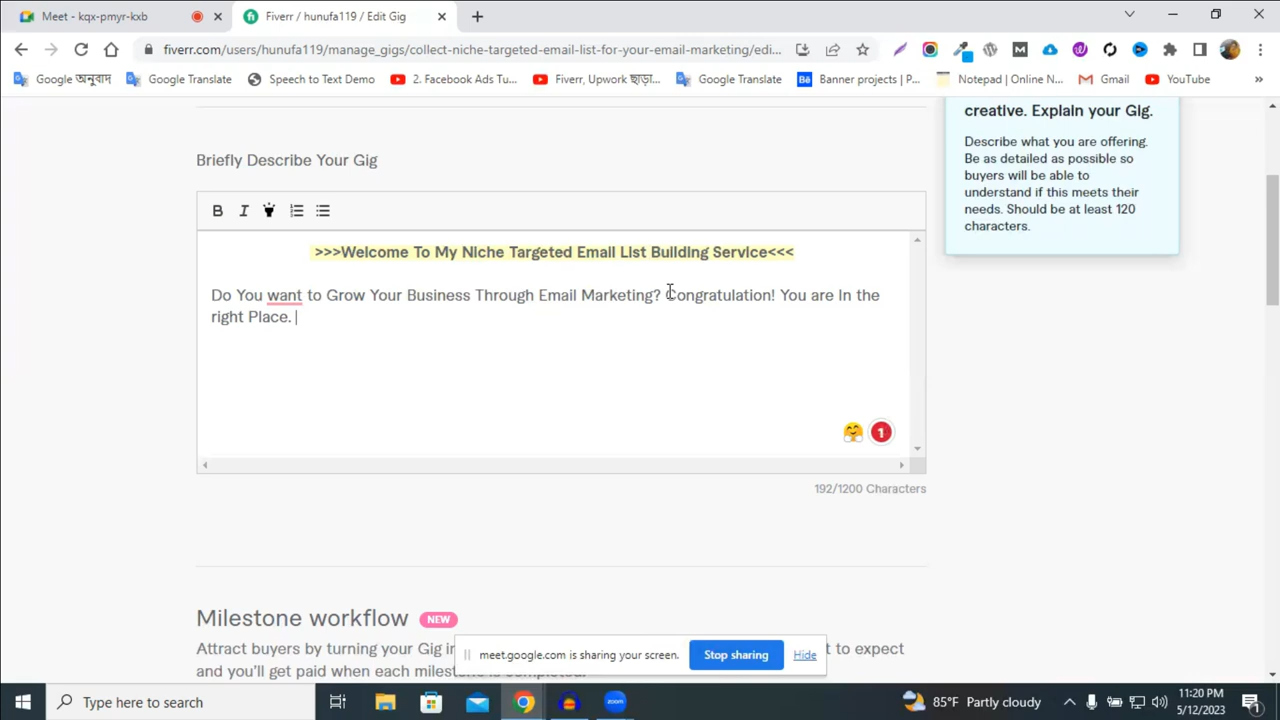 Meet - kqx-pmyr-kxb
Fiverr / hunufa119 / Edit Gig
fiverr.com/users/hunufa119/manage_gigs/collect-niche-targeted-email-list-for-your-email-marketing/edi...
Google অনুবাদ
Google Translate
Speech to Text Demo
2. Facebook Ads Tu...
Fiverr, Upwork ছাড়া...
Google Translate
Banner projects | P...
Notepad | Online N...
Gmail
YouTube
»
creative. Explain your Gig.
Describe what you are offering.
Be as detailed as possible so
buyers will be able to
understand if this meets their
needs. Should be at least 120
characters.
Briefly Describe Your Gig
B I
>>>Welcome To My Niche Targeted Email List Building Service<<<
Do You want to Grow Your Business Through Email Marketing? Congratulation! You are In the
right Place.
1
192/1200 Characters
Milestone workflow NEW
Attract buyers by turning your Gig in
t to expect
and you'll get paid when each milestone is completed.
meet.google.com is sharing your screen.
Stop sharing
Hide
Type here to search
zoom
85°F Partly cloudy
11:20 PM
5/12/2023
1